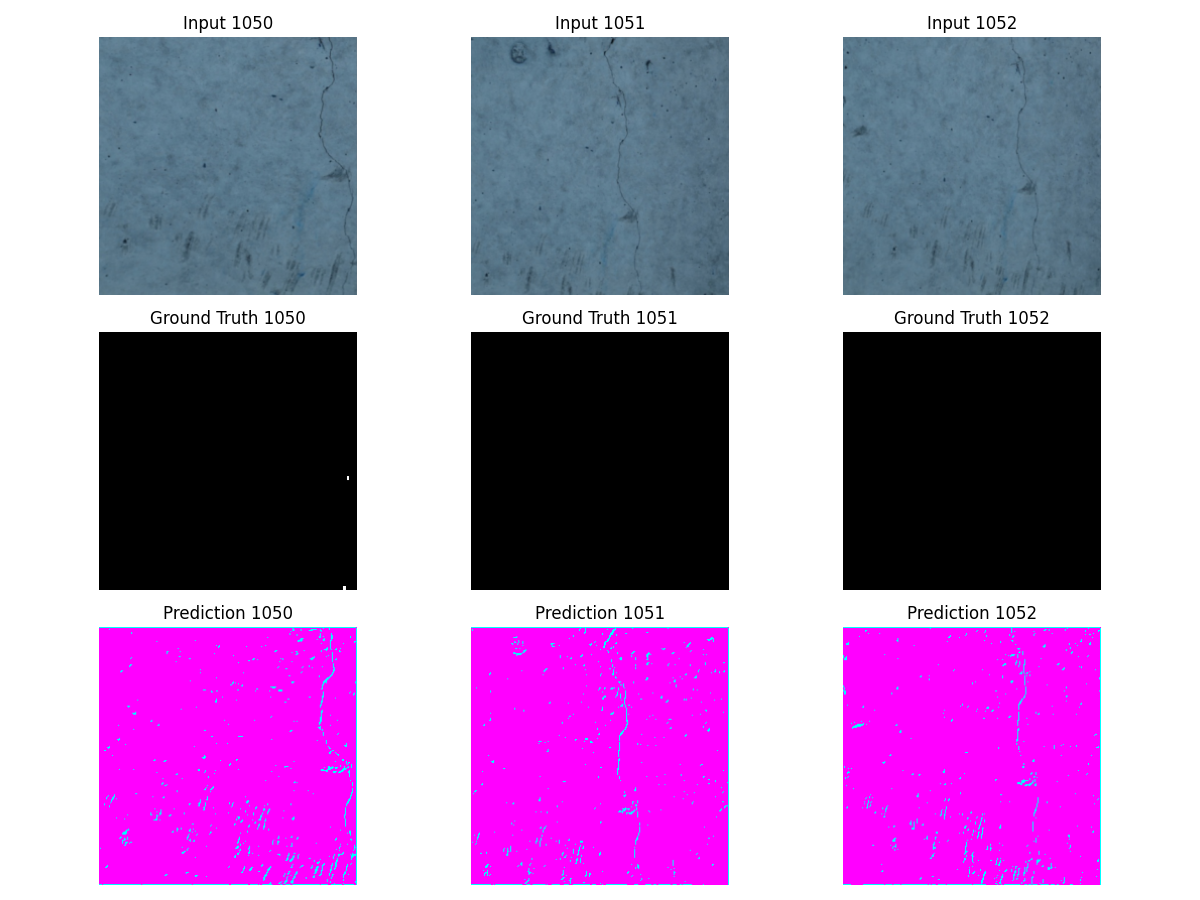 Input 1050
Input 1051
Input 1052
Ground Truth 1050
Ground Truth 1051
Ground Truth 1052
Prediction 1050
Prediction 1051
Prediction 1052